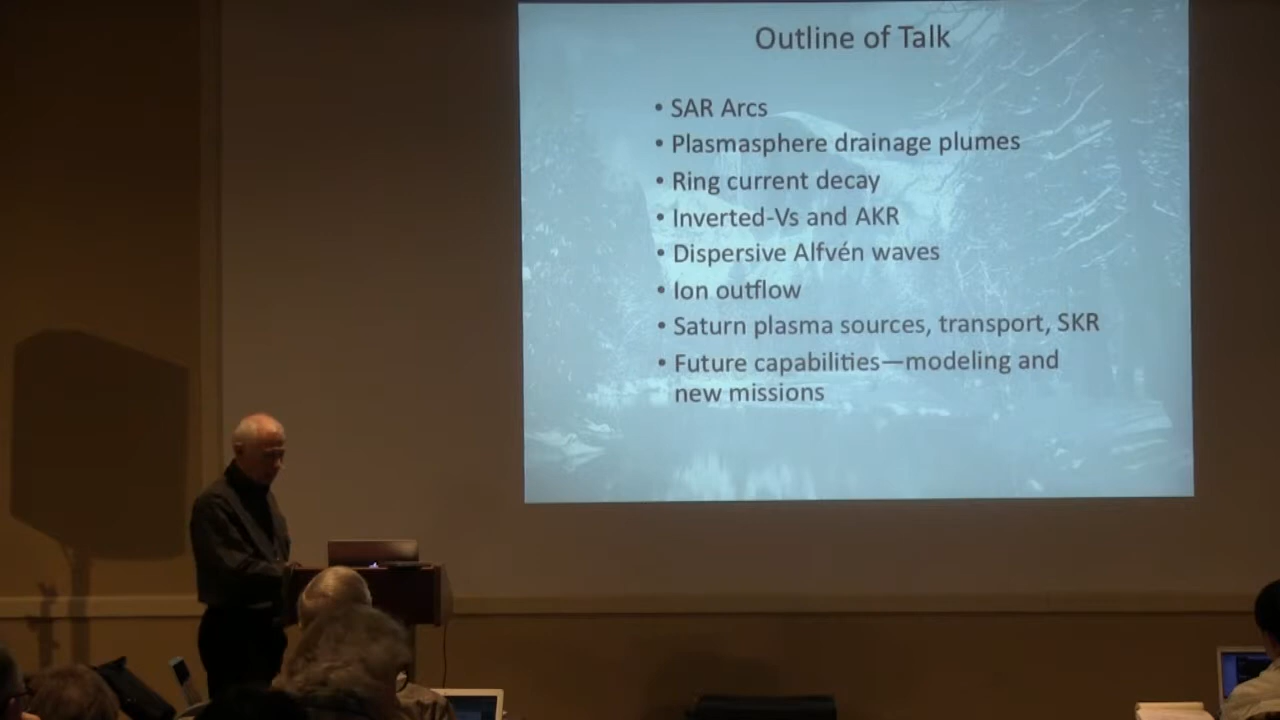 Outline of Talk
• SAR Arcs
• Plasmasphere drainage plumes
• Ring current decay
• Inverted-Vs and AKR
• Dispersive Alfvén waves
• Ion outflow
• Saturn plasma sources, transport, SKR
• Future capabilities—modeling and
new missions